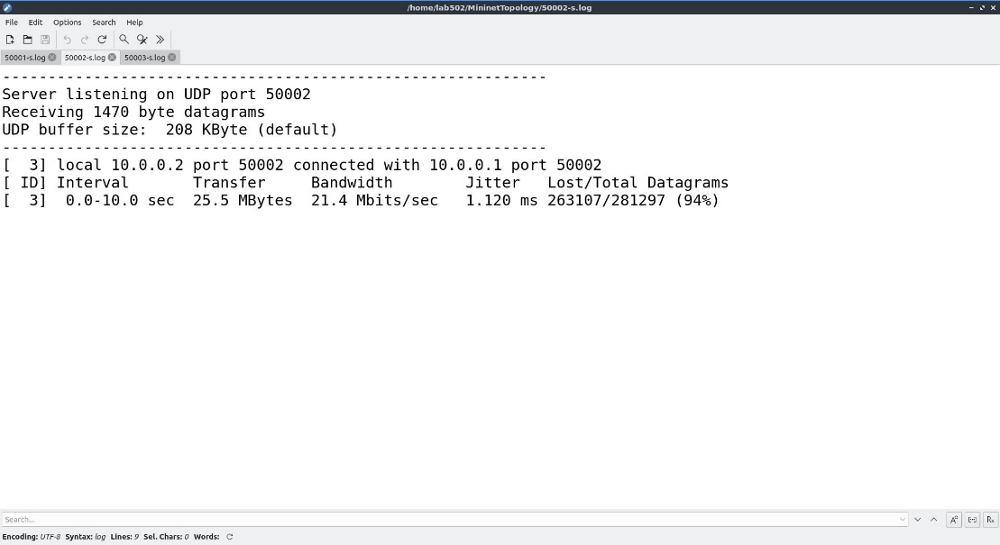 /home/lab502/MininetTopology/50002-s.log
File Edit Options Search Help
50001-s.log 50002-s.log 50003-s.log
------------------------------------------------------------
Server listening on UDP port 50002
Receiving 1470 byte datagrams
UDP buffer size:  208 KByte (default)
------------------------------------------------------------
[  3] local 10.0.0.2 port 50002 connected with 10.0.0.1 port 50002
[ ID] Interval       Transfer     Bandwidth        Jitter   Lost/Total Datagrams
[  3]  0.0-10.0 sec  25.5 MBytes  21.4 Mbits/sec   1.120 ms 263107/281297 (94%)
Search...
Encoding: UTF-8 Syntax: log Lines: 9 Sel. Chars: 0 Words: